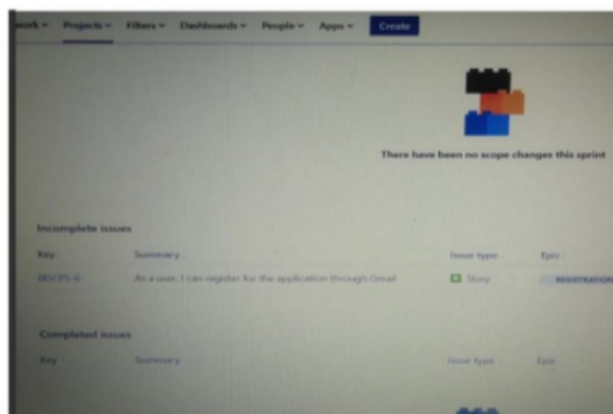 work Projects Filters Dashboards People Apps Create
There have been no scope changes this sprint
Incomplete issues
Key Summary Issue type Epic
As a user, I can register for the application through Gmail Story REGISTRATION
Completed issues
Key Summary Issue type Epic